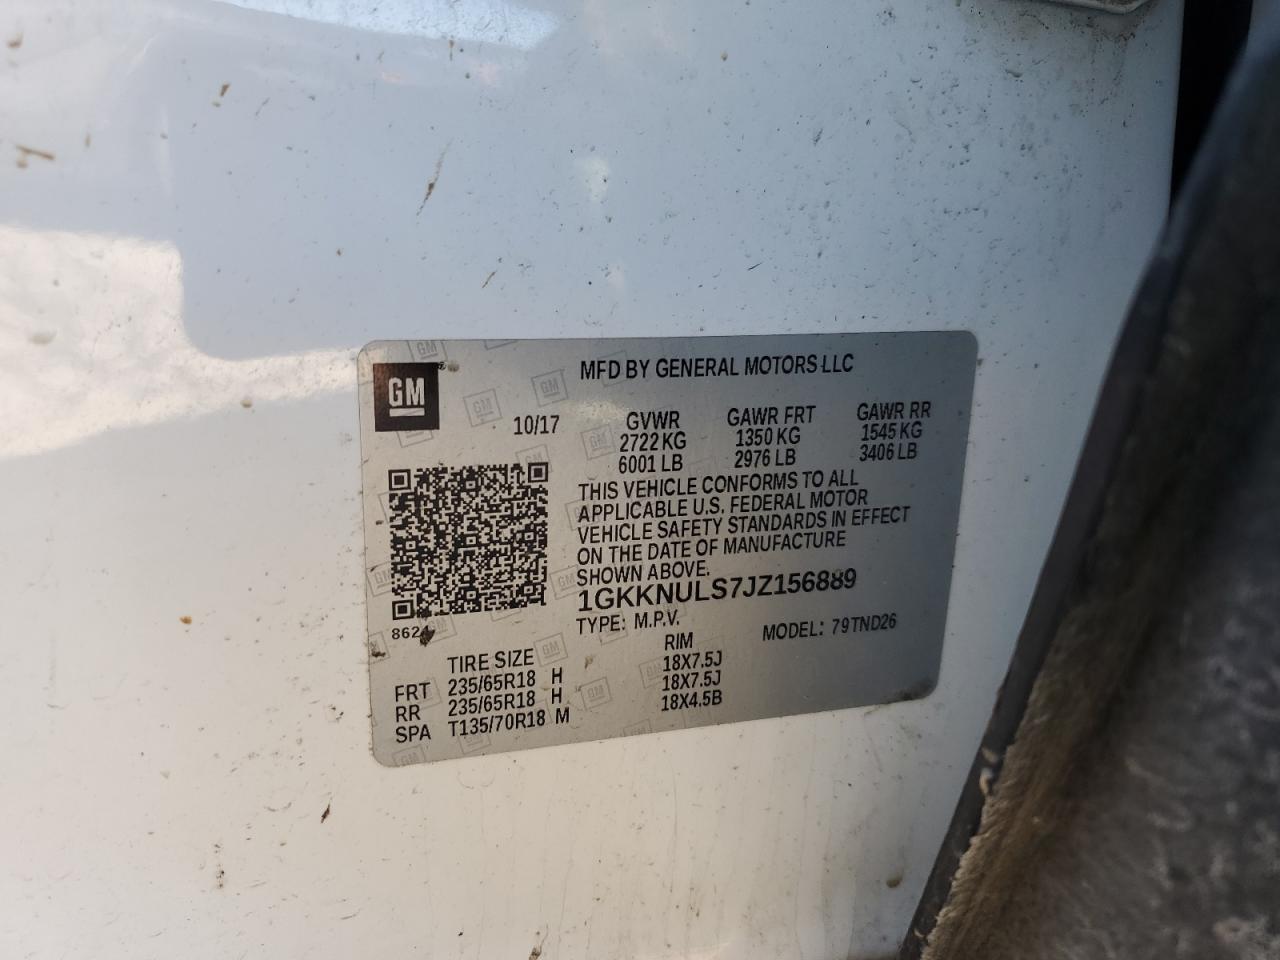 GM
MFD BY GENERAL MOTORS LLC
10/17 GVWR GAWR FRT GAWR RR
2722 KG 1350 KG 1545 KG
6001 LB 2976 LB 3406 LB
THIS VEHICLE CONFORMS TO ALL
APPLICABLE U.S. FEDERAL MOTOR
VEHICLE SAFETY STANDARDS IN EFFECT
ON THE DATE OF MANUFACTURE
SHOWN ABOVE.
1GKKNULS7JZ156889
TYPE: M.P.V. MODEL: 79TND26
TIRE SIZE RIM
FRT 235/65R18 H 18X7.5J
RR 235/65R18 H 18X7.5J
SPA T135/70R18 M 18X4.5B